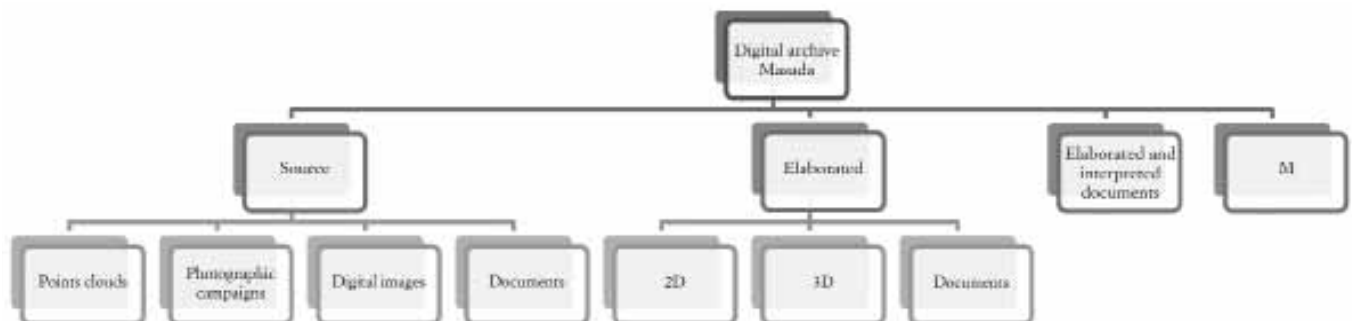 Digital archive
Masada
Source
Elaborated
Elaborated and
interpreted
documents
M
Points clouds
Photographic
campaigns
Digital images
Documents
2D
3D
Documents